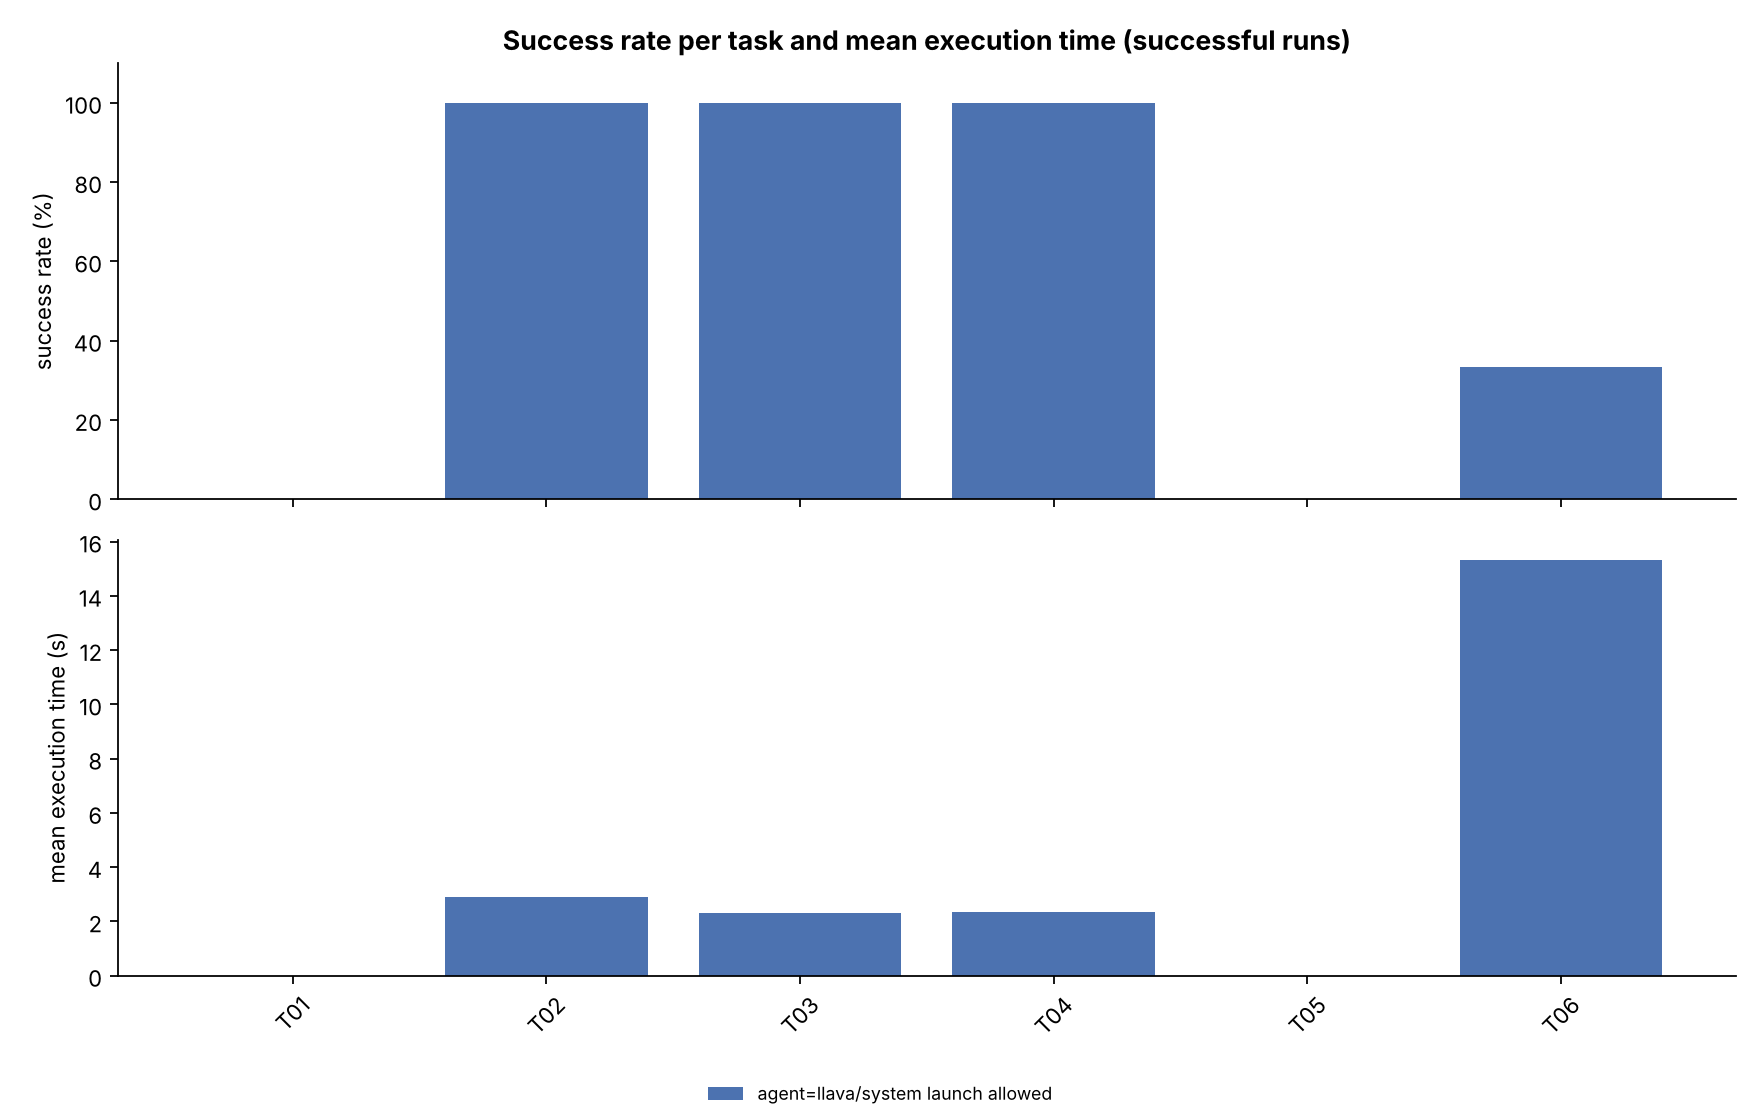 Success rate per task and mean execution time (successful runs)
success rate (%)
100
80
60
40
20
0
mean execution time (s)
16
14
12
10
8
6
4
2
0
T01
T02
T03
T04
T05
T06
agent=llava/system launch allowed